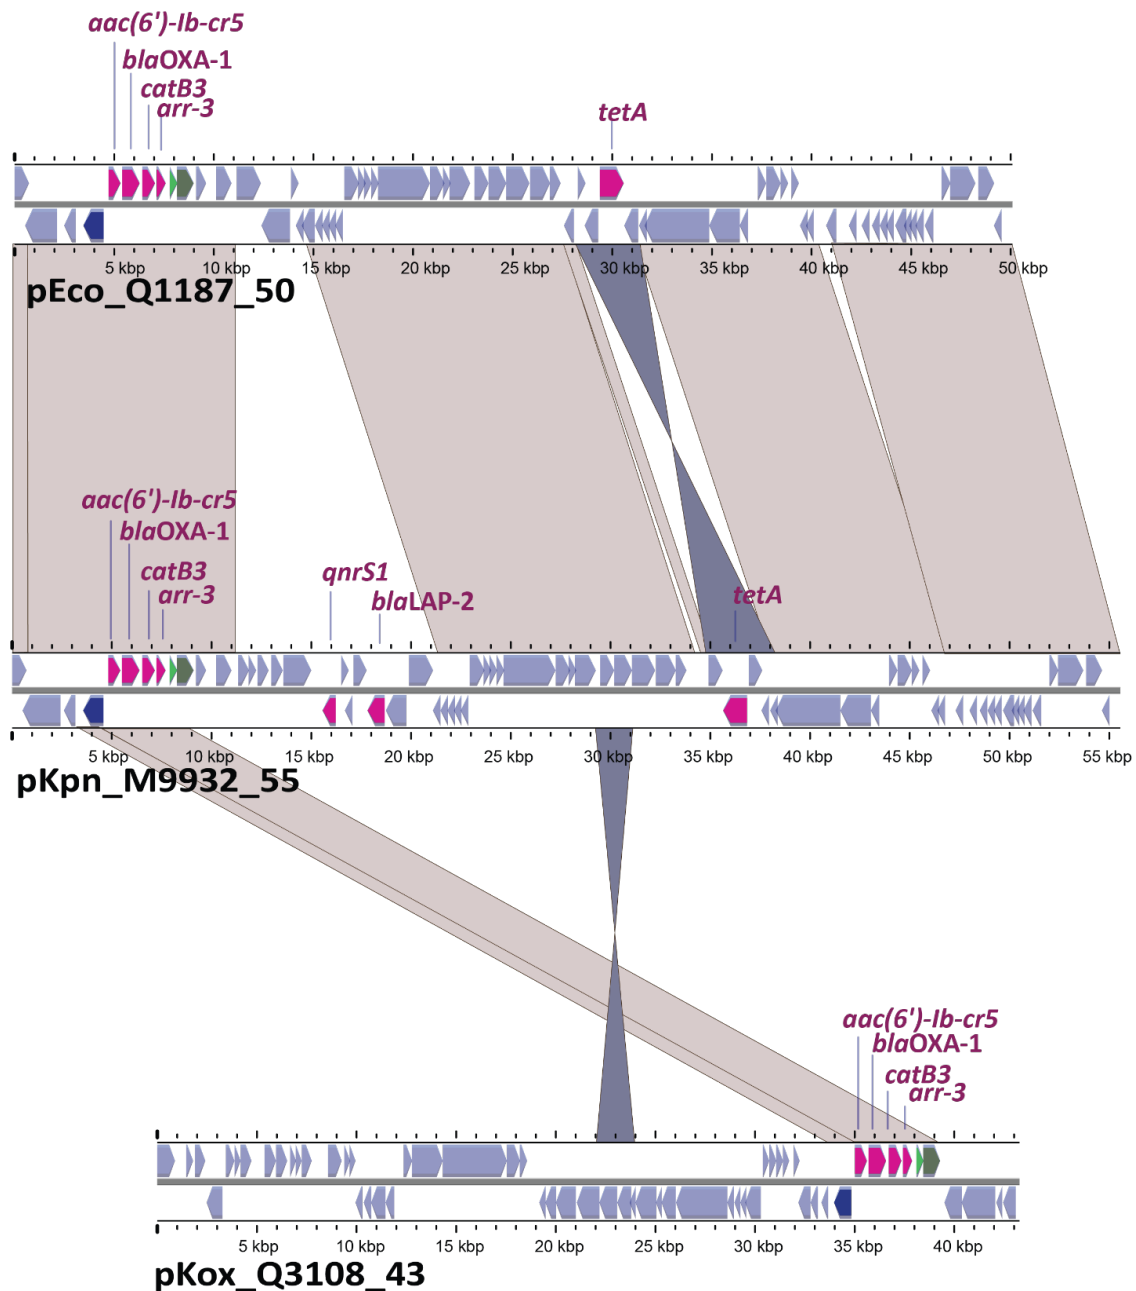 aac(6')-Ib-cr5
blaOXA-1
catB3
arr-3
tetA
5 kbp 10 kbp 15 kbp 20 kbp 25 kbp 30 kbp 35 kbp 40 kbp 45 kbp 50 kbp
pEco_Q1187_50
aac(6')-Ib-cr5
blaOXA-1
catB3
arr-3
qnrS1
blaLAP-2
tetA
5 kbp 10 kbp 15 kbp 20 kbp 25 kbp 30 kbp 35 kbp 40 kbp 45 kbp 50 kbp 55 kbp
pKpn_M9932_55
aac(6')-Ib-cr5
blaOXA-1
catB3
arr-3
5 kbp 10 kbp 15 kbp 20 kbp 25 kbp 30 kbp 35 kbp 40 kbp
pKox_Q3108_43